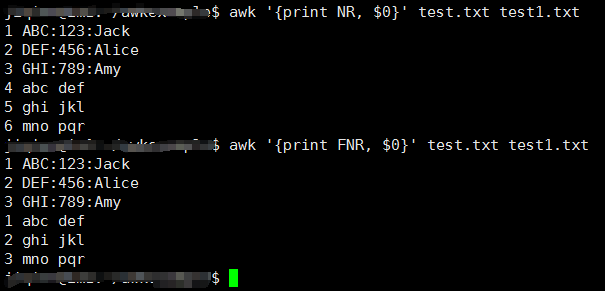 $ awk '{print NR, $0}' test.txt test1.txt
1 ABC:123:Jack
2 DEF:456:Alice
3 GHI:789:Amy
4 abc def
5 ghi jkl
6 mno pqr
$ awk '{print FNR, $0}' test.txt test1.txt
1 ABC:123:Jack
2 DEF:456:Alice
3 GHI:789:Amy
1 abc def
2 ghi jkl
3 mno pqr
$